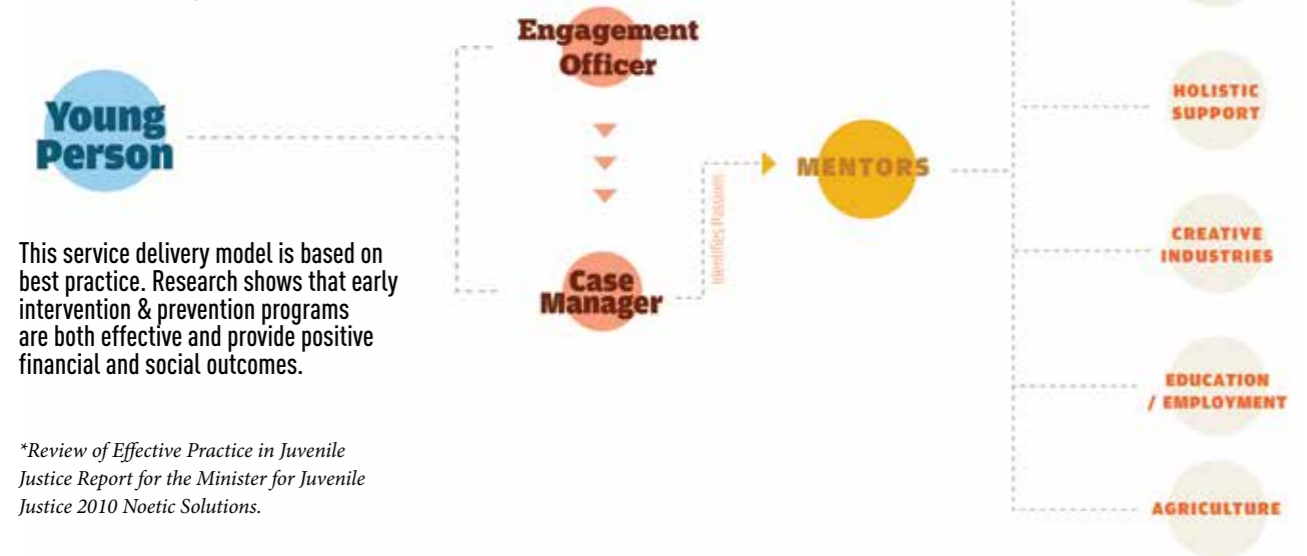 Engagement
Officer
Young
Person
HOLISTIC
SUPPORT
MENTORS
Identifies Passion
Case
Manager
CREATIVE
INDUSTRIES
EDUCATION
/ EMPLOYMENT
AGRICULTURE
This service delivery model is based on
best practice. Research shows that early
intervention & prevention programs
are both effective and provide positive
financial and social outcomes.
*Review of Effective Practice in Juvenile
Justice Report for the Minister for Juvenile
Justice 2010 Noetic Solutions.